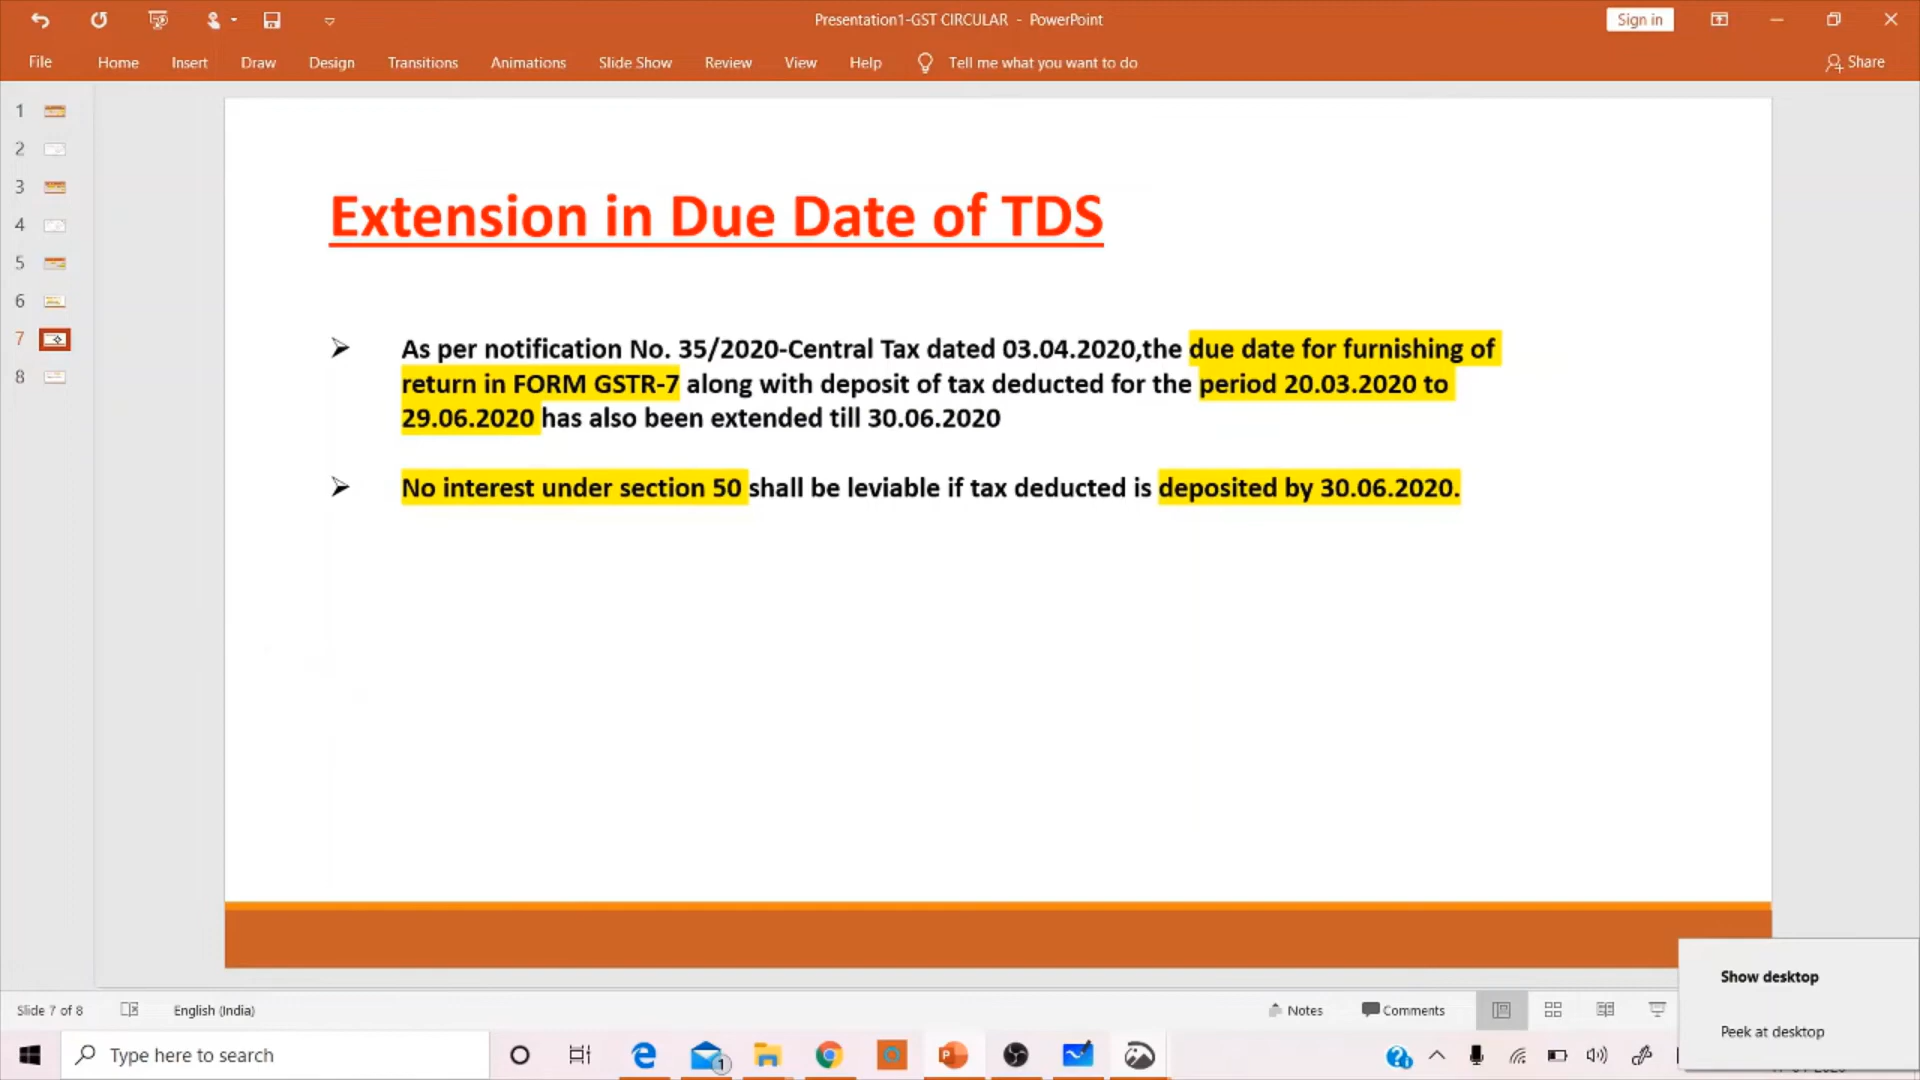 Presentation1-GST CIRCULAR - PowerPoint
Sign in
File Home Insert Draw Design Transitions Animations Slide Show Review View Help Tell me what you want to do Share
1
2
3
4
5
6
7
8
Extension in Due Date of TDS
As per notification No. 35/2020-Central Tax dated 03.04.2020,the due date for furnishing of
return in FORM GSTR-7 along with deposit of tax deducted for the period 20.03.2020 to
29.06.2020 has also been extended till 30.06.2020
No interest under section 50 shall be leviable if tax deducted is deposited by 30.06.2020.
Show desktop
Peek at desktop
Slide 7 of 8 English (India) Notes Comments
Type here to search
1